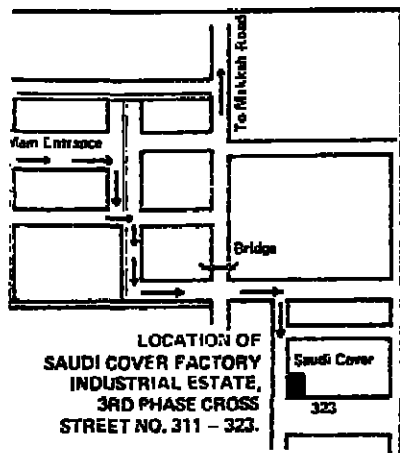 To Makkah Road
Main Entrance
Bridge
LOCATION OF
SAUDI COVER FACTORY
INDUSTRIAL ESTATE,
3RD PHASE CROSS
STREET NO. 311 – 323.
Saudi Cover
323